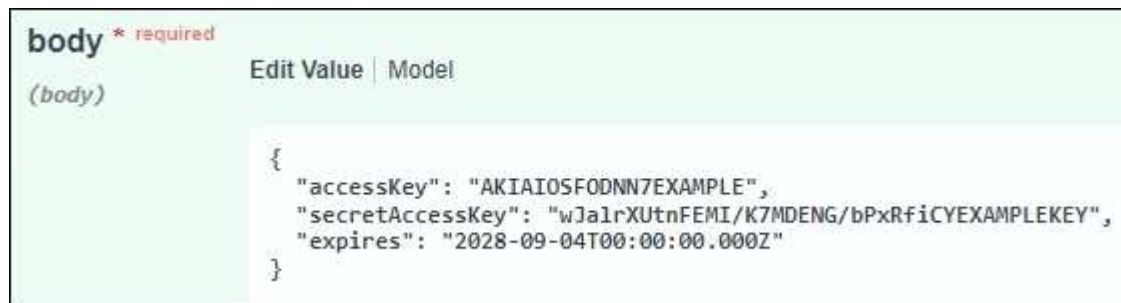 body * required
Edit Value | Model
(body)
{
"accessKey": "AKIAIOSFODNN7EXAMPLE",
"secretAccessKey": "wJalrXUtnFEMI/K7MDENG/bPxRfiCYEXAMPLEKEY",
"expires": "2028-09-04T00:00:00.000Z"
}